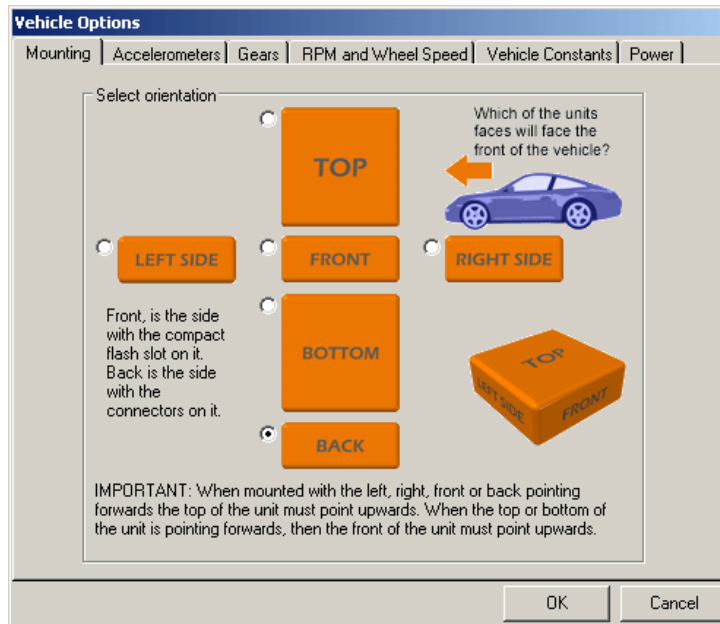 Vehicle Options
Mounting Accelerometers Gears RPM and Wheel Speed Vehicle Constants Power
Select orientation
TOP
Which of the units
faces will face the
front of the vehicle?
LEFT SIDE FRONT RIGHT SIDE
Front, is the side
with the compact
flash slot on it.
Back is the side
with the
connectors on it.
BOTTOM
TOP
LEFT SIDE FRONT
BACK
IMPORTANT: When mounted with the left, right, front or back pointing
forwards the top of the unit must point upwards. When the top or bottom of
the unit is pointing forwards, then the front of the unit must point upwards.
OK Cancel